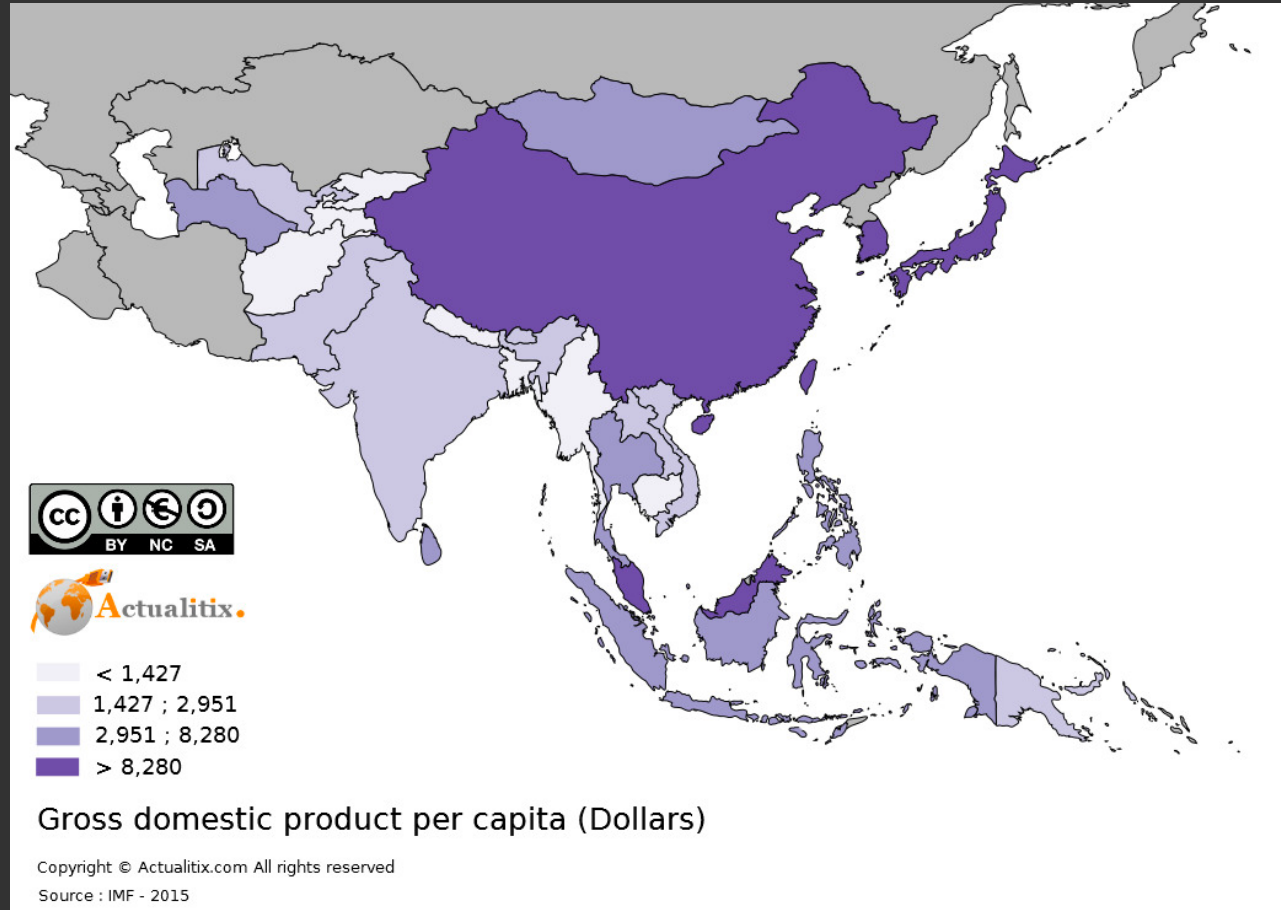 cc
BY NC SA
Actualitix.
< 1,427
1,427 ; 2,951
2,951 ; 8,280
> 8,280
Gross domestic product per capita (Dollars)
Copyright © Actualitix.com All rights reserved
Source : IMF - 2015